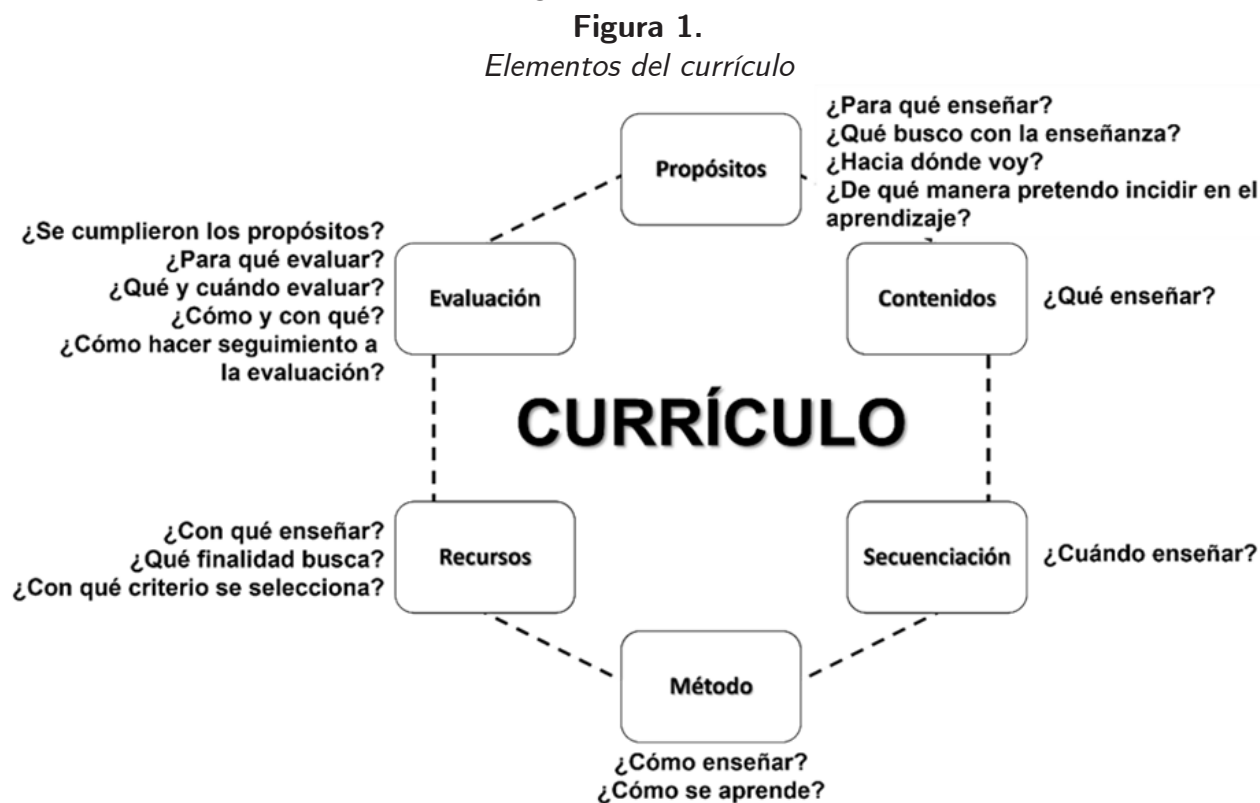 Figura 1.
Elementos del currículo
Propósitos
¿Para qué enseñar?
¿Qué busco con la enseñanza?
¿Hacia dónde voy?
¿De qué manera pretendo incidir en el
aprendizaje?
¿Se cumplieron los propósitos?
¿Para qué evaluar?
¿Qué y cuándo evaluar?
¿Cómo y con qué?
¿Cómo hacer seguimiento a
la evaluación?
Evaluación
Contenidos
¿Qué enseñar?
CURRÍCULO
¿Con qué enseñar?
¿Qué finalidad busca?
¿Con qué criterio se selecciona?
Recursos
Secuenciación
¿Cuándo enseñar?
Método
¿Cómo enseñar?
¿Cómo se aprende?